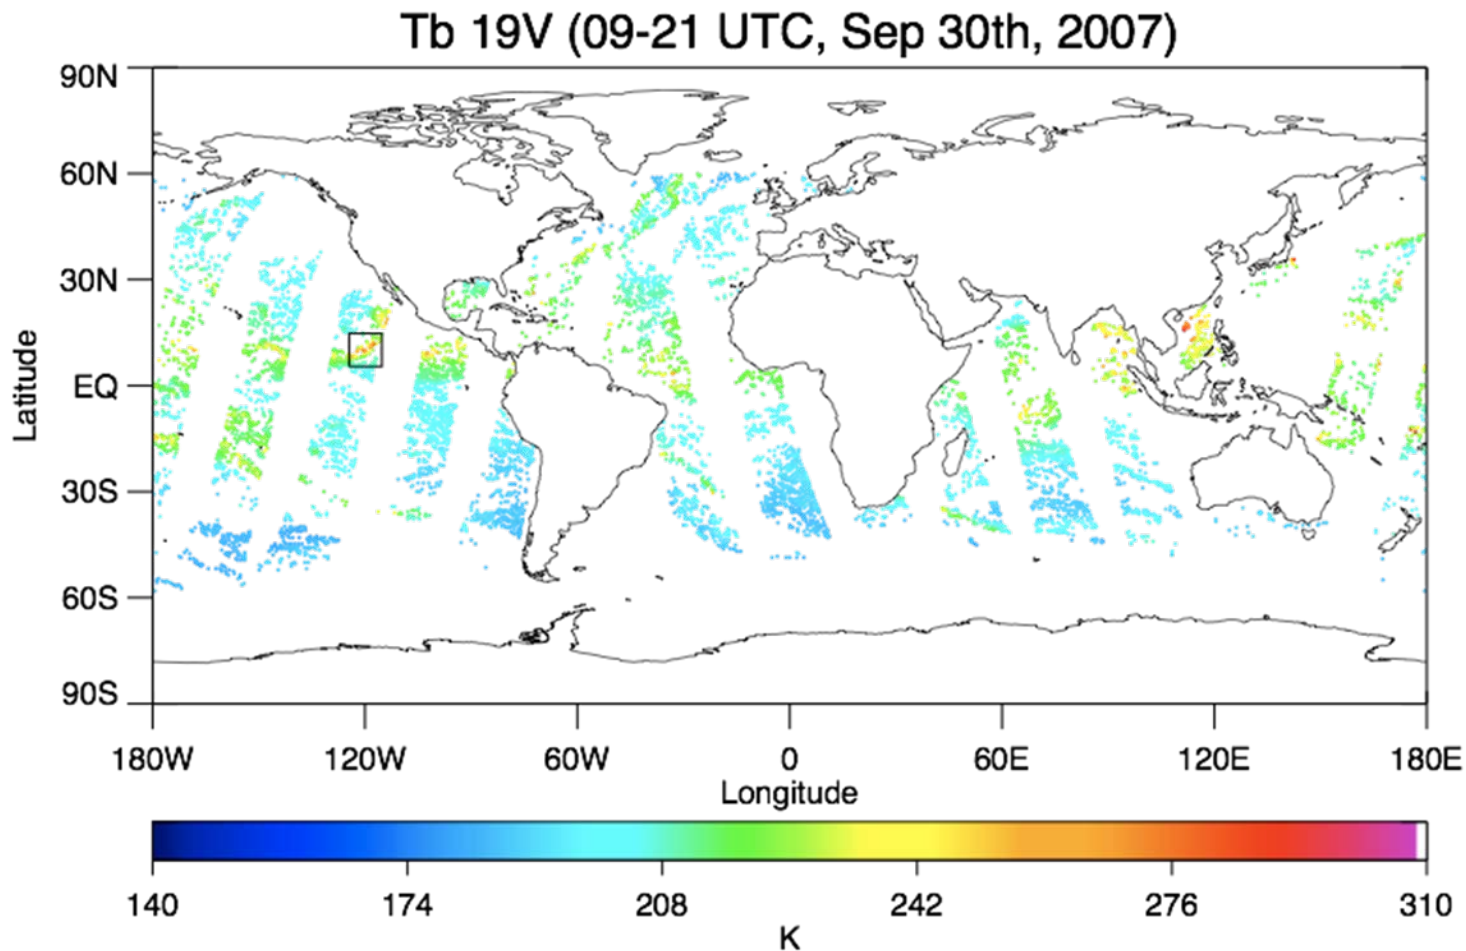 Tb 19V (09-21 UTC, Sep 30th, 2007)
90N
60N
30N
EQ
30S
60S
90S
Latitude
180W 120W 60W 0 60E 120E 180E
Longitude
140 174 208 242 276 310
K